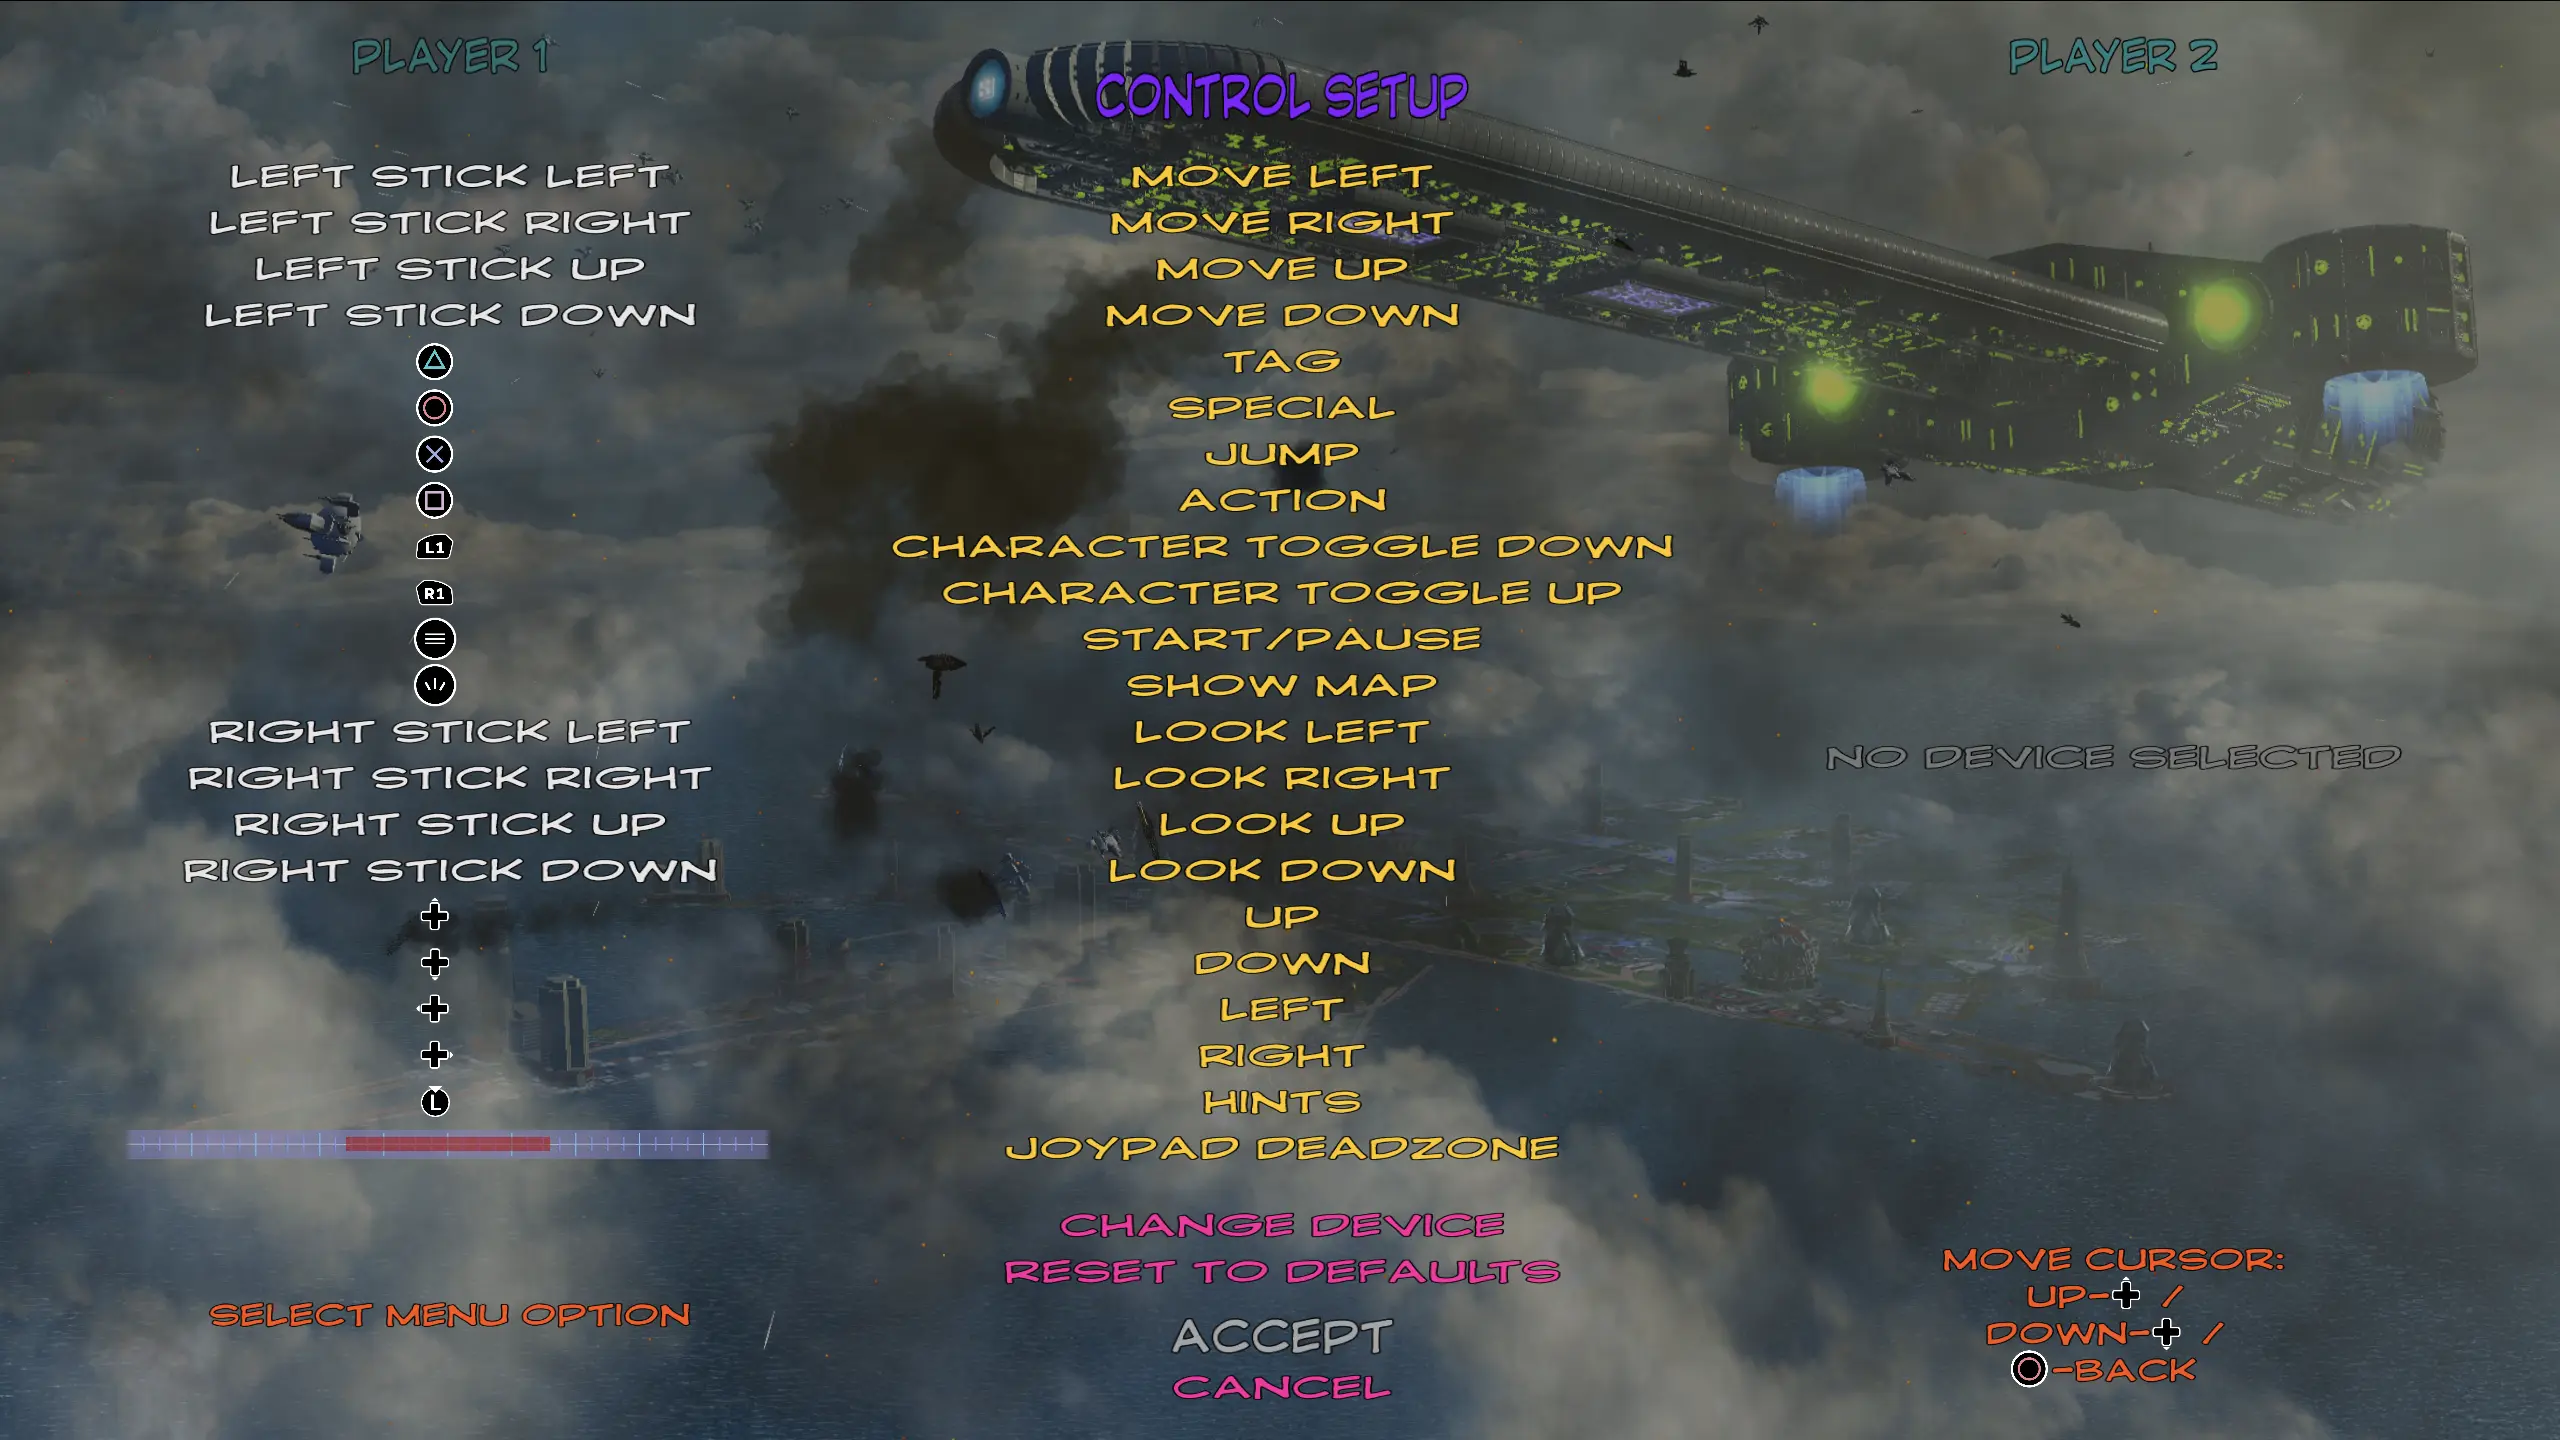 PLAYER 1
PLAYER 2
CONTROL SETUP
LEFT STICK LEFT MOVE LEFT
LEFT STICK RIGHT MOVE RIGHT
LEFT STICK UP MOVE UP
LEFT STICK DOWN MOVE DOWN
TAG
SPECIAL
JUMP
ACTION
L1 CHARACTER TOGGLE DOWN
R1 CHARACTER TOGGLE UP
START/PAUSE
SHOW MAP
RIGHT STICK LEFT LOOK LEFT
RIGHT STICK RIGHT LOOK RIGHT
RIGHT STICK UP LOOK UP
RIGHT STICK DOWN LOOK DOWN
UP
DOWN
LEFT
RIGHT
L HINTS
JOYPAD DEADZONE
NO DEVICE SELECTED
CHANGE DEVICE
RESET TO DEFAULTS
ACCEPT
CANCEL
SELECT MENU OPTION
MOVE CURSOR:
UP- /
DOWN- /
-BACK